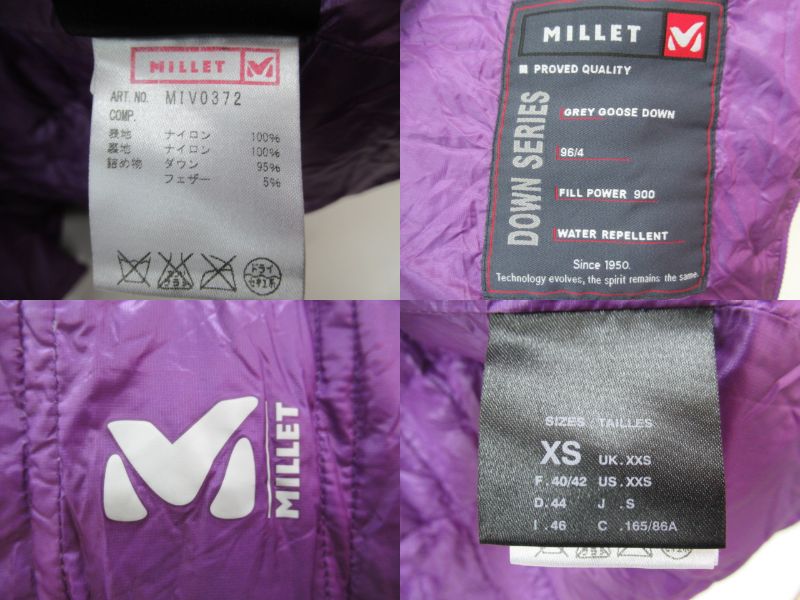 MILLET
ART. NO. MIV0372
COMP.
表地 ナイロン 100%
裏地 ナイロン 100%
詰め物 ダウン 95%
フェザー 5%
ドライ
MILLET
PROVED QUALITY
DOWN SERIES
GREY GOOSE DOWN
96/4
FILL POWER 900
WATER REPELLENT
Since 1950.
Technology evolves, the spirit remains the same.
MILLET
SIZES / TAILLES
XS UK.XXS
F. 40/42 US.XXS
D. 44 J .S
I . 46 C .165/86A